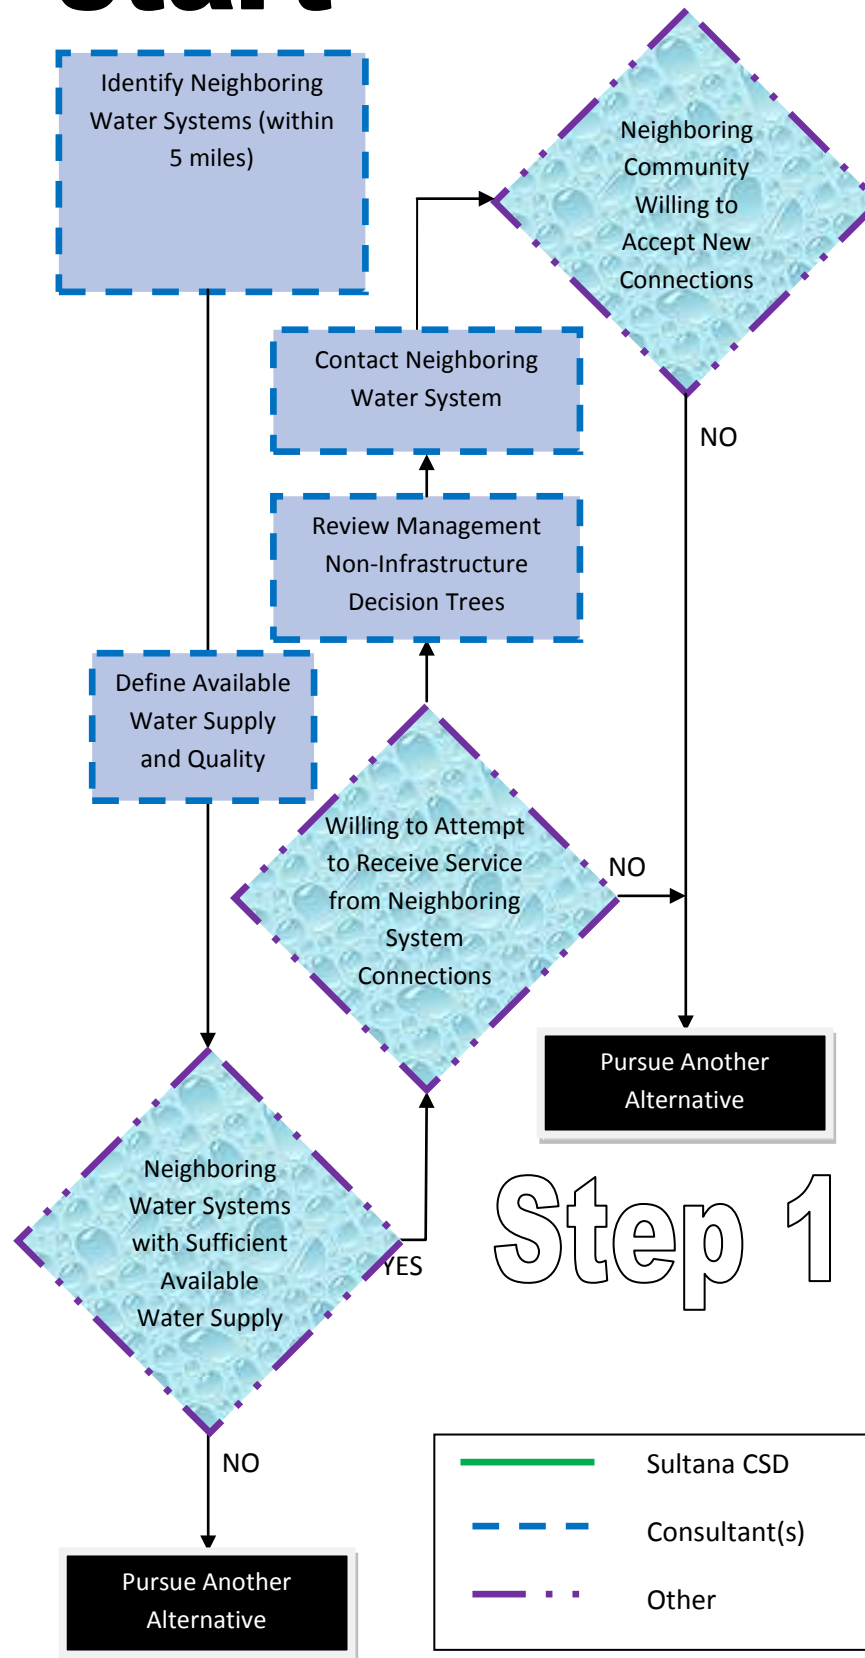 Start
Identify Neighboring
Water Systems (within
5 miles)
Neighboring
Community
Willing to
Accept New
Connections
Contact Neighboring
Water System
NO
Review Management
Non-Infrastructure
Decision Trees
Define Available
Water Supply
and Quality
Willing to Attempt
to Receive Service
from Neighboring
System
Connections
NO
Pursue Another
Alternative
Neighboring
Water Systems
with Sufficient
Available
Water Supply
YES
Step 1
NO
Pursue Another
Alternative
Sultana CSD
Consultant(s)
Other